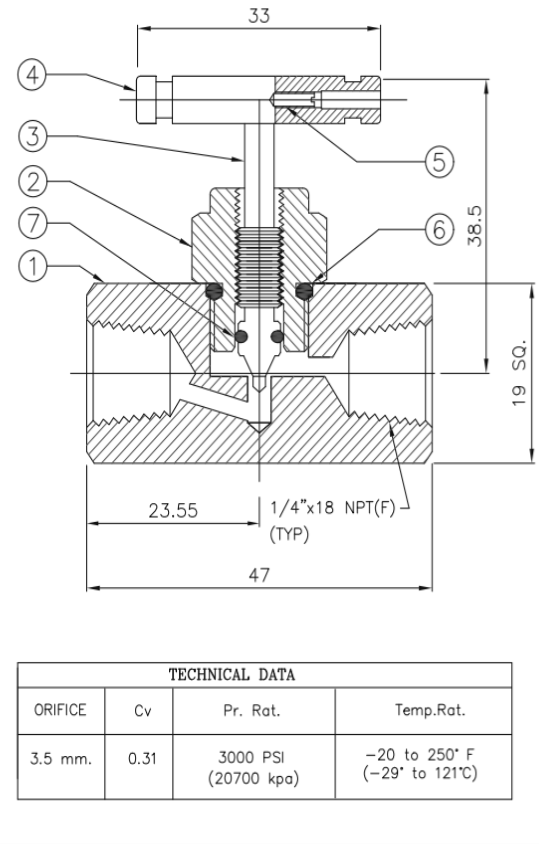 33
4
3
5
2
7
6
38.5
1
19 SQ.
23.55
1/4"x18 NPT(F)
(TYP)
47
TECHNICAL DATA
ORIFICE Cv Pr. Rat. Temp.Rat.
3.5 mm. 0.31 3000 PSI −20 to 250° F
(20700 kpa) (−29° to 121°C)